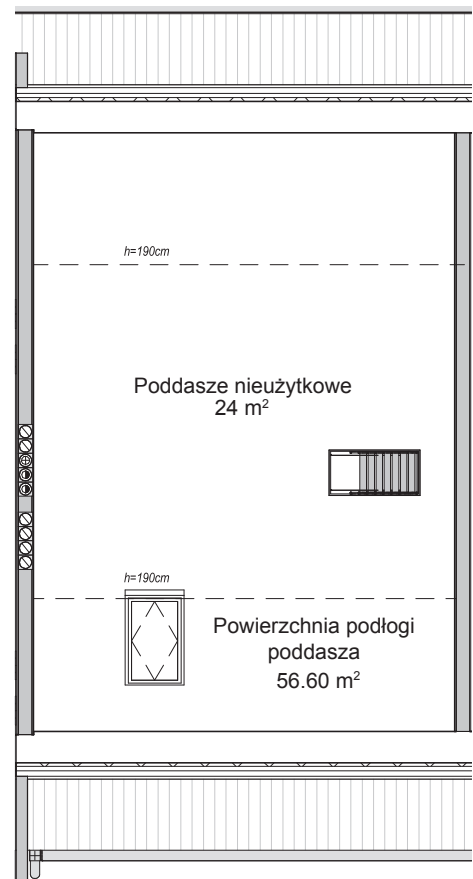 h=190cm
Poddasze nieużytkowe
24 m²
h=190cm
Powierzchnia podłogi
poddasza
56.60 m²